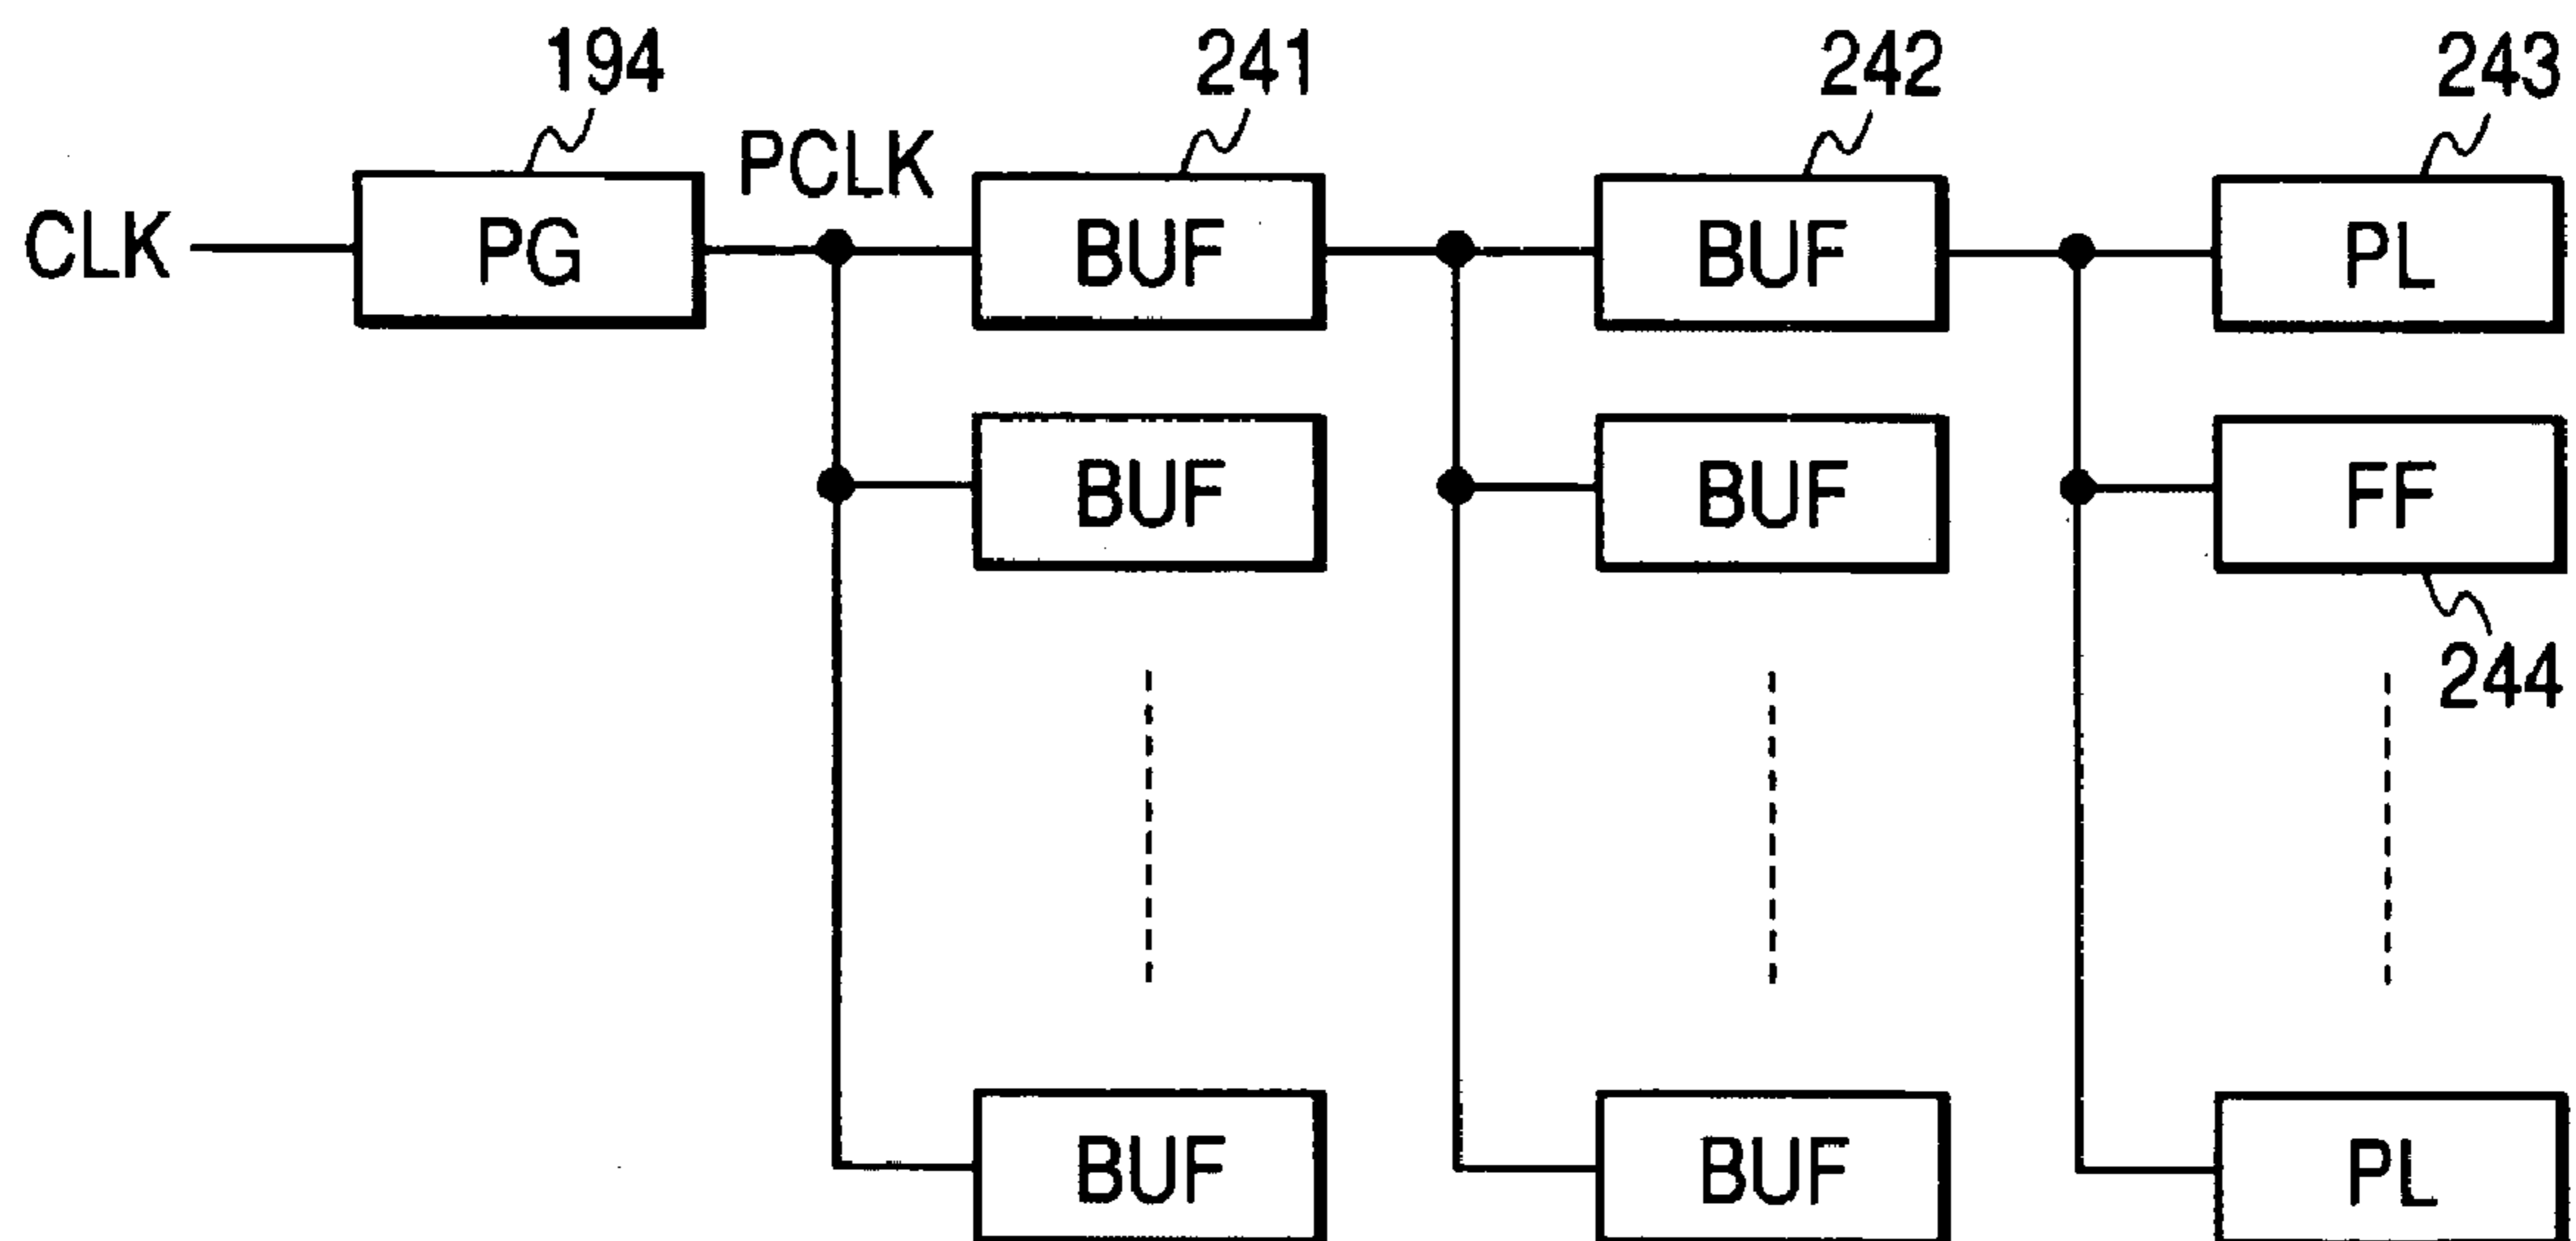 194 241 242 243
PCLK
CLK PG BUF BUF PL
BUF BUF FF
244
BUF BUF PL